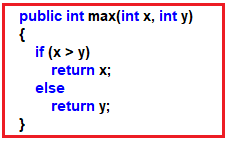 public int max(int x, int y)
{
if (x > y)
return x;
else
return y;
}